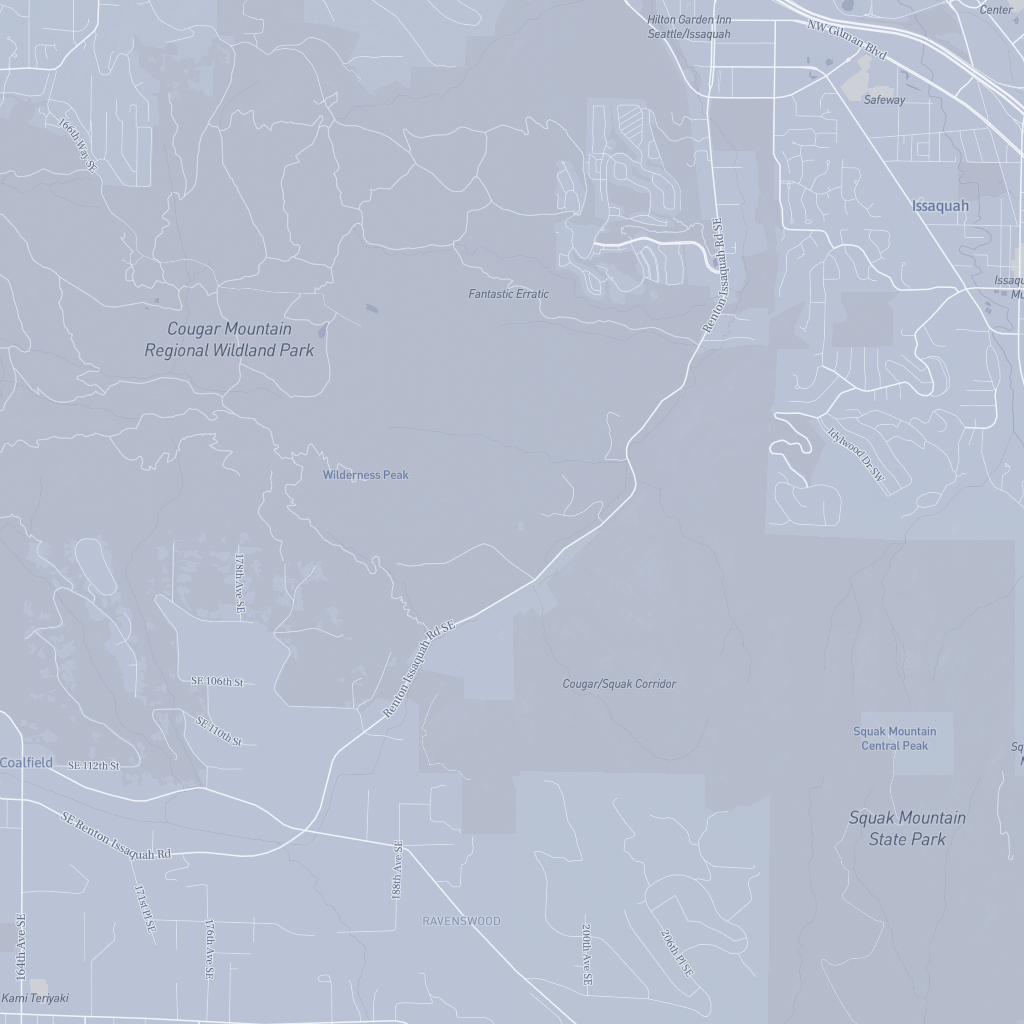 Center
Hilton Garden Inn
Seattle/Issaquah
NW Gilman Blvd
Safeway
166th Way SE
Issaquah
Renton Issaquah Rd SE
Fantastic Erratic
Cougar Mountain
Regional Wildland Park
Idylwood Dr SW
Wilderness Peak
178th Ave SE
Renton Issaquah Rd SE
SE 106th St
Cougar/Squak Corridor
SE 110th St
Squak Mountain
Central Peak
Coalfield
SE 112th St
SE Renton Issaquah Rd
Squak Mountain
State Park
188th Ave SE
171st Pl SE
RAVENSWOOD
164th Ave SE
176th Ave SE
200th Ave SE
206th Pl SE
Kami Teriyaki